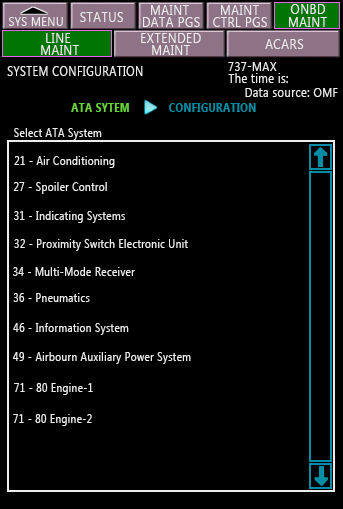 SYS MENU
STATUS
MAINT
DATA PGS
MAINT
CTRL PGS
ONBD
MAINT
LINE
MAINT
EXTENDED
MAINT
ACARS
SYSTEM CONFIGURATION
737-MAX
The time is:
Data source: OMF
ATA SYTEM
CONFIGURATION
Select ATA System
21 - Air Conditioning
27 - Spoiler Control
31 - Indicating Systems
32 - Proximity Switch Electronic Unit
34 - Multi-Mode Receiver
36 - Pneumatics
46 - Information System
49 - Airbourn Auxiliary Power System
71 - 80 Engine-1
71 - 80 Engine-2